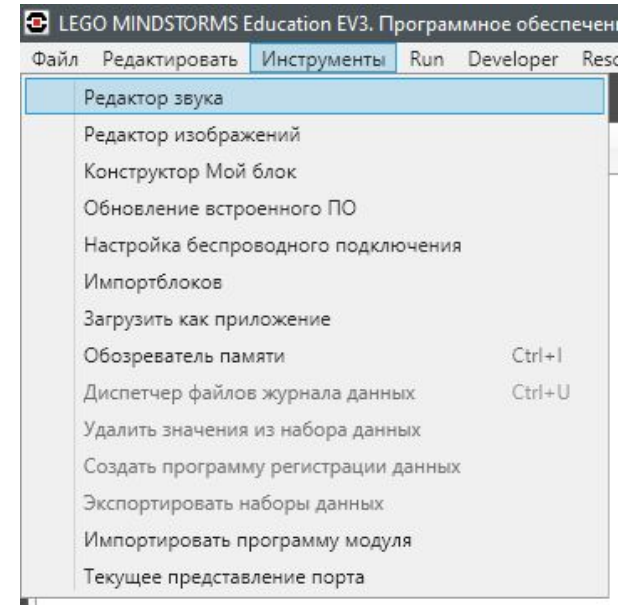 LEGO MINDSTORMS Education EV3. Программное обеспечен
Файл Редактировать Инструменты Run Developer Reso
Редактор звука
Редактор изображений
Конструктор Мой блок
Обновление встроенного ПО
Настройка беспроводного подключения
Импортблоков
Загрузить как приложение
Обозреватель памяти Ctrl+I
Диспетчер файлов журнала данных Ctrl+U
Удалить значения из набора данных
Создать программу регистрации данных
Экспортировать наборы данных
Импортировать программу модуля
Текущее представление порта